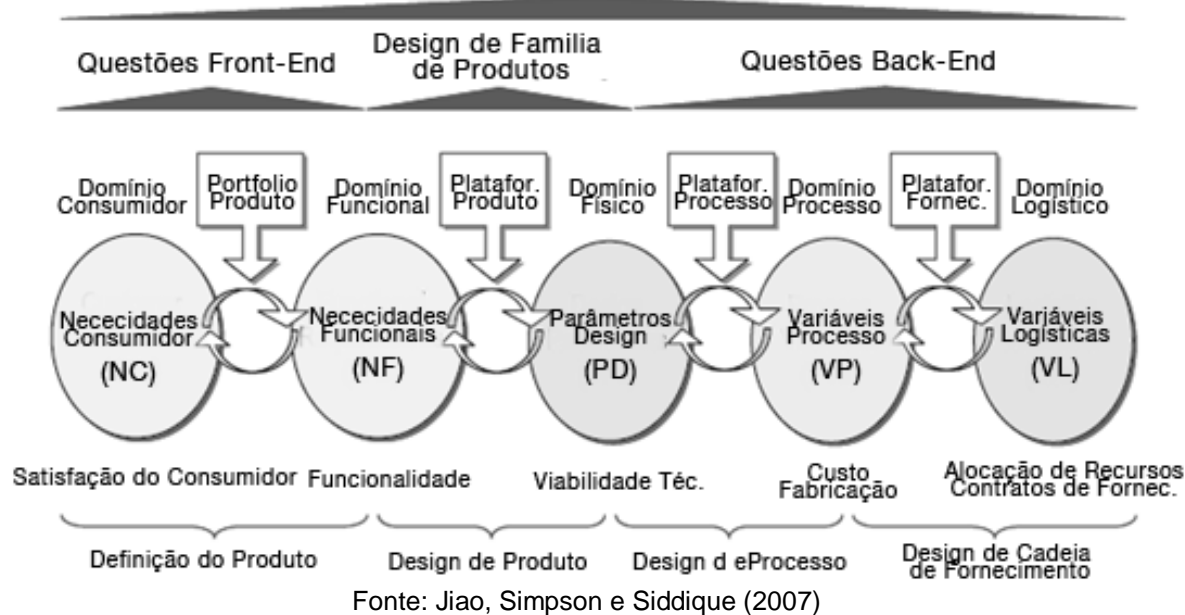 Questões Front-End
Design de Familia
de Produtos
Questões Back-End
Domínio
Consumidor
Portfolio
Produto
Domínio
Funcional
Platafor.
Produto
Domínio
Físico
Platafor.
Processo
Domínio
Processo
Platafor.
Fornec.
Domínio
Logístico
Nececidades
Consumidor
(NC)
Nececidades
Funcionais
(NF)
Parâmetros
Design
(PD)
Variáveis
Processo
(VP)
Variáveis
Logísticas
(VL)
Satisfação do Consumidor
Funcionalidade
Viabilidade Téc.
Custo
Fabricação
Alocação de Recursos
Contratos de Fornec.
Definição do Produto
Design de Produto
Design d eProcesso
Design de Cadeia
de Fornecimento
Fonte: Jiao, Simpson e Siddique (2007)